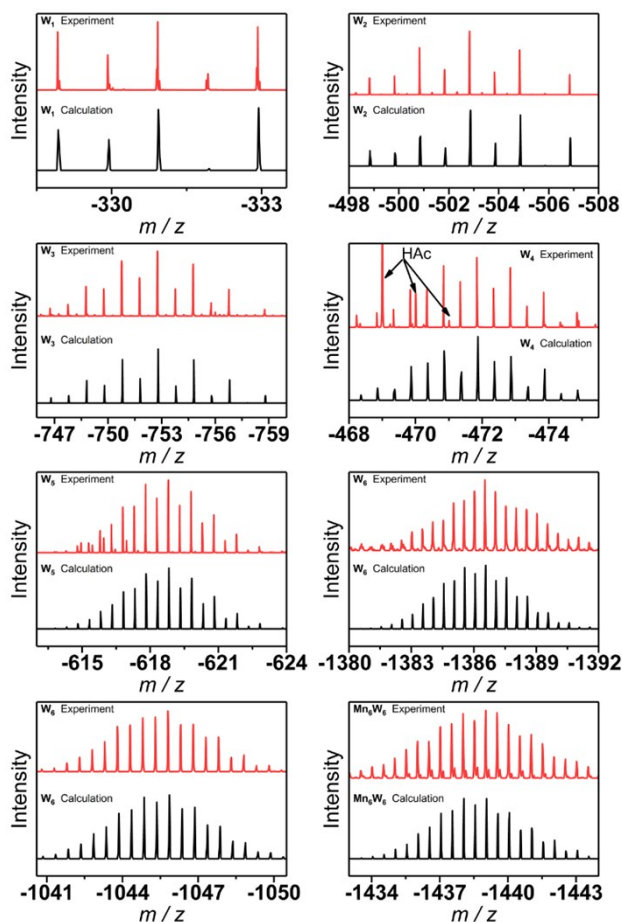 W1 Experiment
W1 Calculation
Intensity
-330 -333
m / z
W2 Experiment
W2 Calculation
Intensity
-498 -500 -502 -504 -506 -508
m / z
W3 Experiment
W3 Calculation
Intensity
-747 -750 -753 -756 -759
m / z
HAc
W4 Experiment
W4 Calculation
Intensity
-468 -470 -472 -474
m / z
W5 Experiment
W5 Calculation
Intensity
-615 -618 -621 -624
m / z
W6 Experiment
W6 Calculation
Intensity
-1380 -1383 -1386 -1389 -1392
m / z
W6 Experiment
W6 Calculation
Intensity
-1041 -1044 -1047 -1050
m / z
Mn6W6 Experiment
Mn6W6 Calculation
Intensity
-1434 -1437 -1440 -1443
m / z